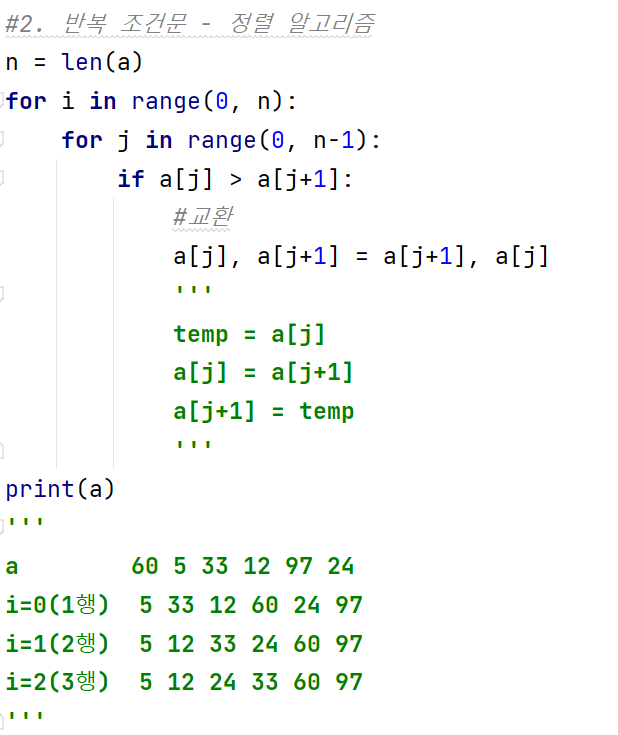 #2. 반복 조건문 - 정렬 알고리즘
n = len(a)
for i in range(0, n):
    for j in range(0, n-1):
        if a[j] > a[j+1]:
            #교환
            a[j], a[j+1] = a[j+1], a[j]
            '''
            temp = a[j]
            a[j] = a[j+1]
            a[j+1] = temp
            '''
print(a)
'''
a        60 5 33 12 97 24
i=0(1행)  5 33 12 60 24 97
i=1(2행)  5 12 33 24 60 97
i=2(3행)  5 12 24 33 60 97
'''